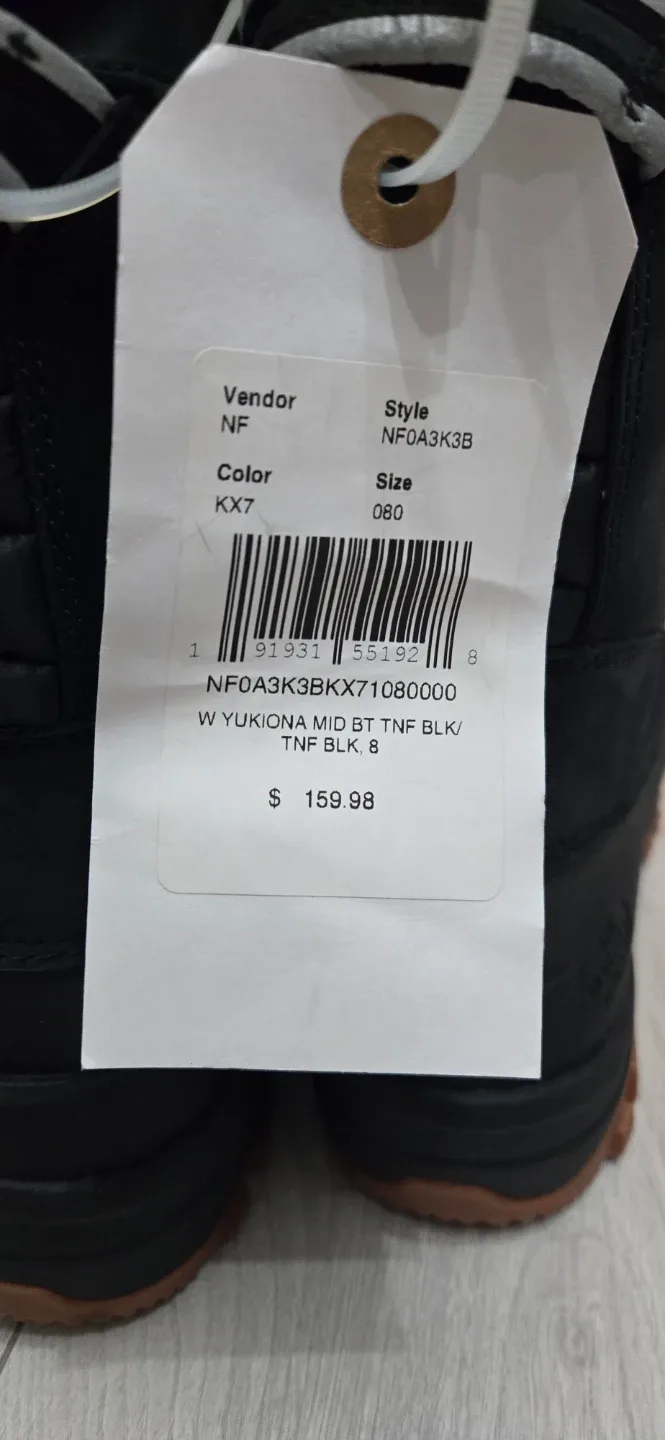 Vendor Style
NF NF0A3K3B
Color Size
KX7 080
1 91931 55192 8
NF0A3K3BKX71080000
W YUKIONA MID BT TNF BLK/
TNF BLK, 8
$ 159.98